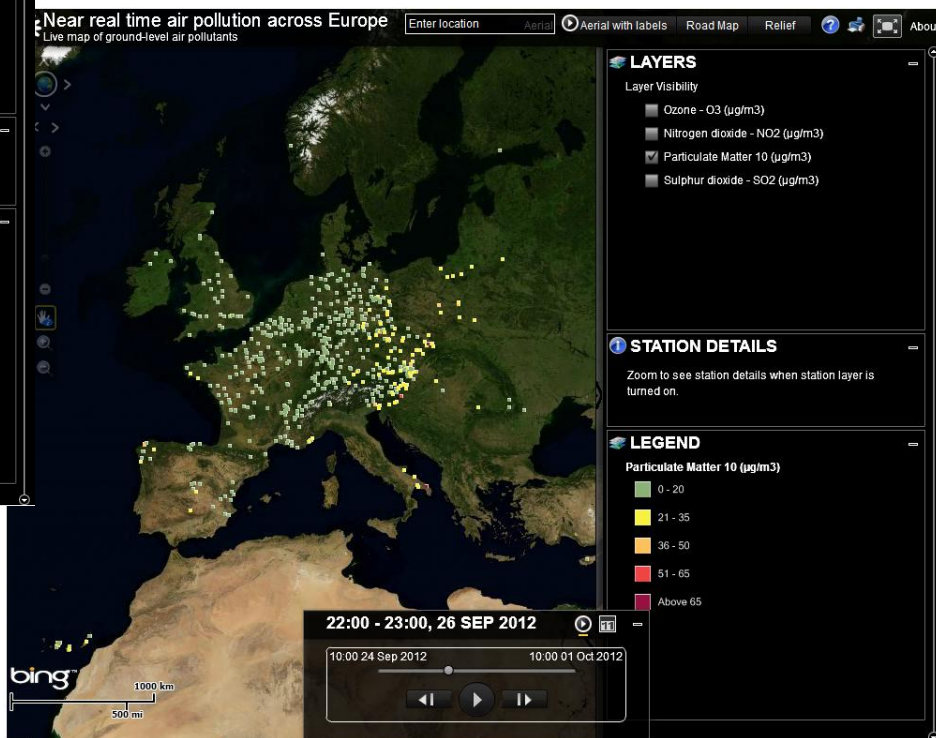 Near real time air pollution across Europe
Live map of ground-level air pollutants
Enter location
Aerial
Aerial with labels
Road Map
Relief
Abou
LAYERS
Layer Visibility
Ozone - O3 (µg/m3)
Nitrogen dioxide - NO2 (µg/m3)
Particulate Matter 10 (µg/m3)
Sulphur dioxide - SO2 (µg/m3)
STATION DETAILS
Zoom to see station details when station layer is
turned on.
LEGEND
Particulate Matter 10 (µg/m3)
0 - 20
21 - 35
36 - 50
51 - 65
Above 65
22:00 - 23:00, 26 SEP 2012
11
10:00 24 Sep 2012
10:00 01 Oct 2012
bing™
1000 km
500 mi